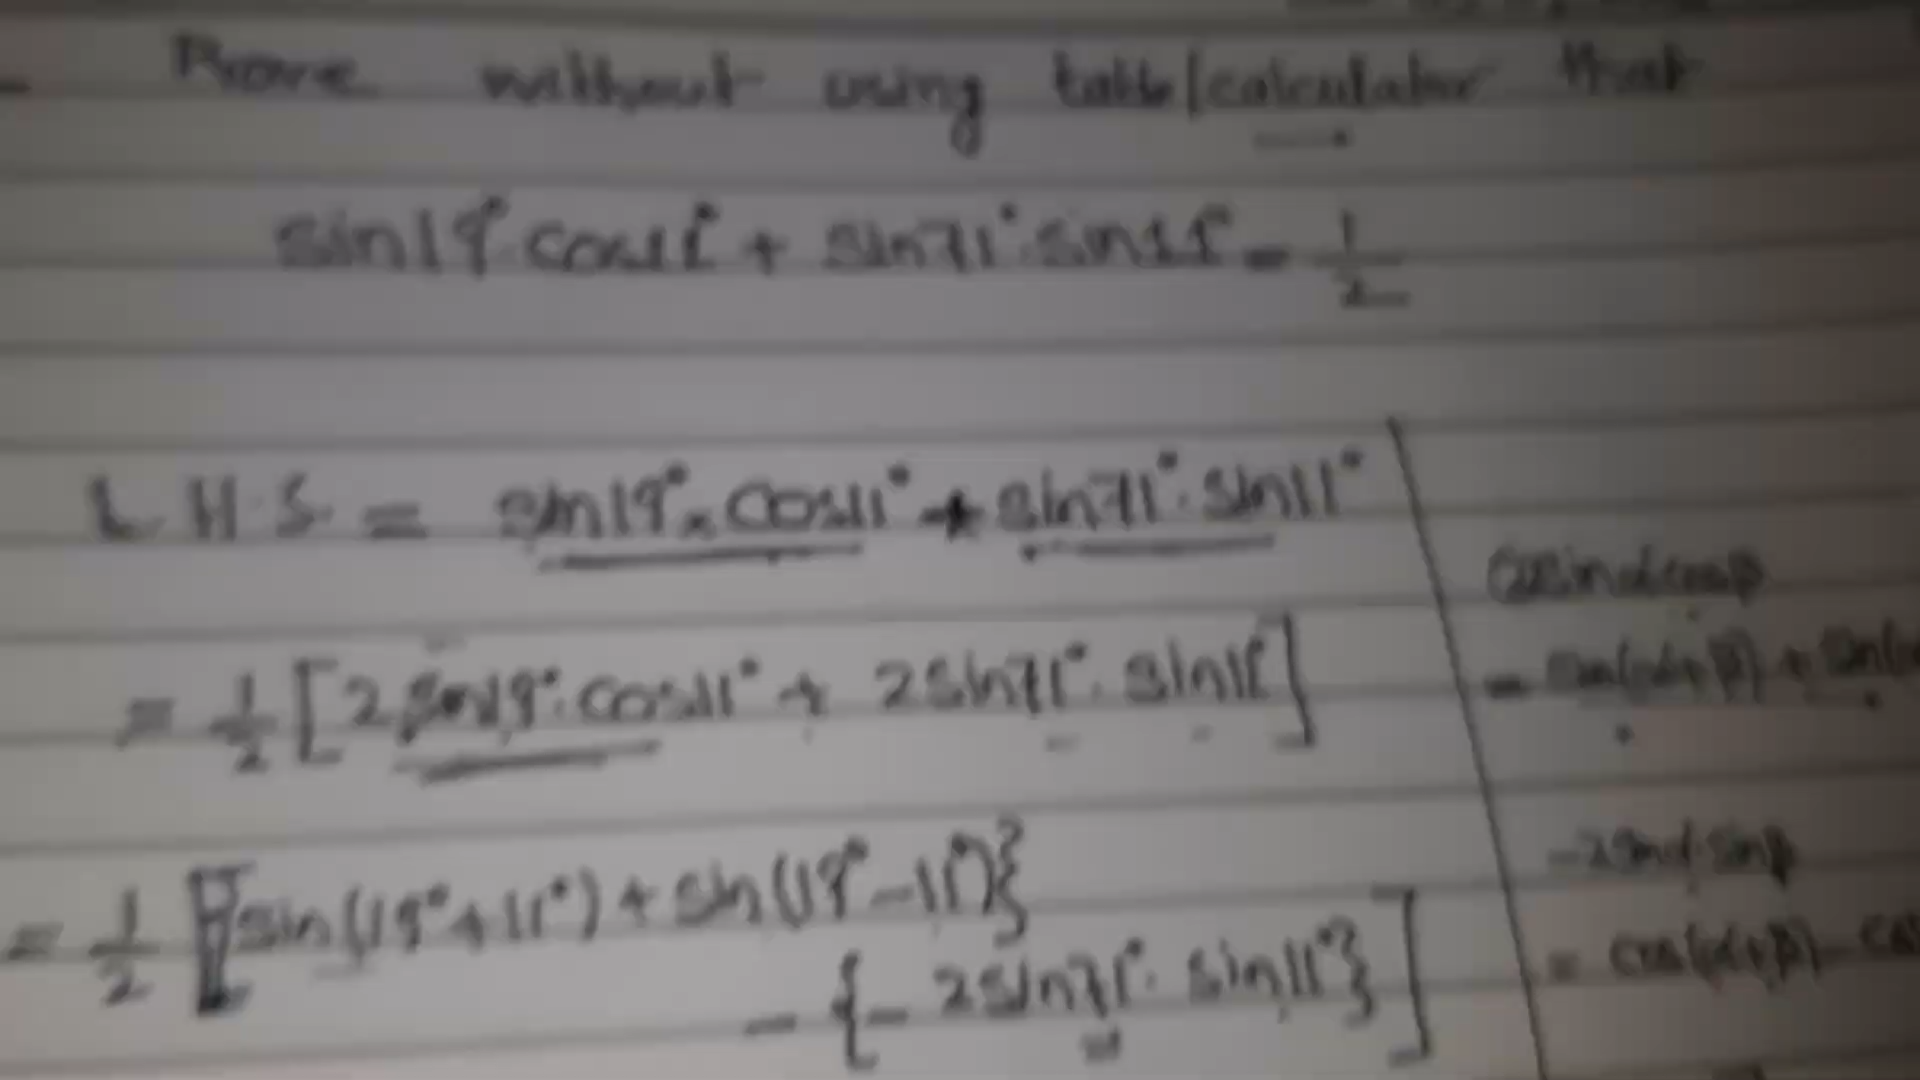 Prove without using table/calculator that
sin19° cos11° + sin71°.sin11° = 1/2
L.H.S. = sin19°.cos11° + sin71°.sin11°
= 1/2 [2sin19°.cos11° + 2sin71°.sin11°]
2sinαcosβ
= sin(α+β) + sin(α
= 1/2 [{sin(19°+11°) + sin(19°-11°)}
- {- 2sin71°.sin11°}]
-2sinα.sinβ
= cos(α+β) - cos